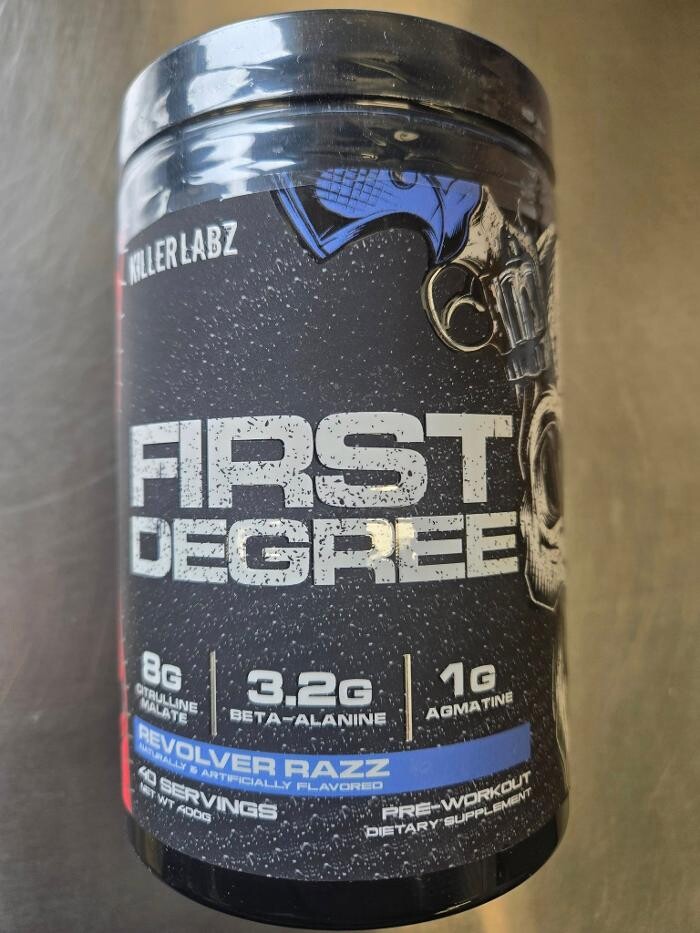 KILLER LABZ
FIRST
DEGREE
8G
CITRULLINE
MALATE
3.2G
BETA-ALANINE
1G
AGMATINE
REVOLVER RAZZ
NATURALLY & ARTIFICIALLY FLAVORED
40 SERVINGS
NET WT 400G
PRE-WORKOUT
DIETARY SUPPLEMENT